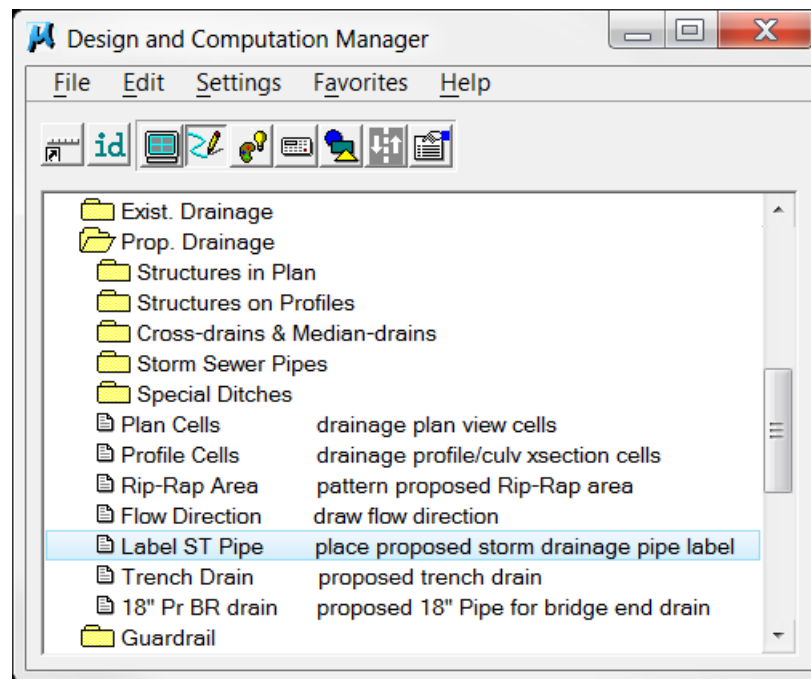 Design and Computation Manager
File Edit Settings Favorites Help
id
Exist. Drainage
Prop. Drainage
Structures in Plan
Structures on Profiles
Cross-drains & Median-drains
Storm Sewer Pipes
Special Ditches
Plan Cells drainage plan view cells
Profile Cells drainage profile/culv xsection cells
Rip-Rap Area pattern proposed Rip-Rap area
Flow Direction draw flow direction
Label ST Pipe place proposed storm drainage pipe label
Trench Drain proposed trench drain
18" Pr BR drain proposed 18" Pipe for bridge end drain
Guardrail